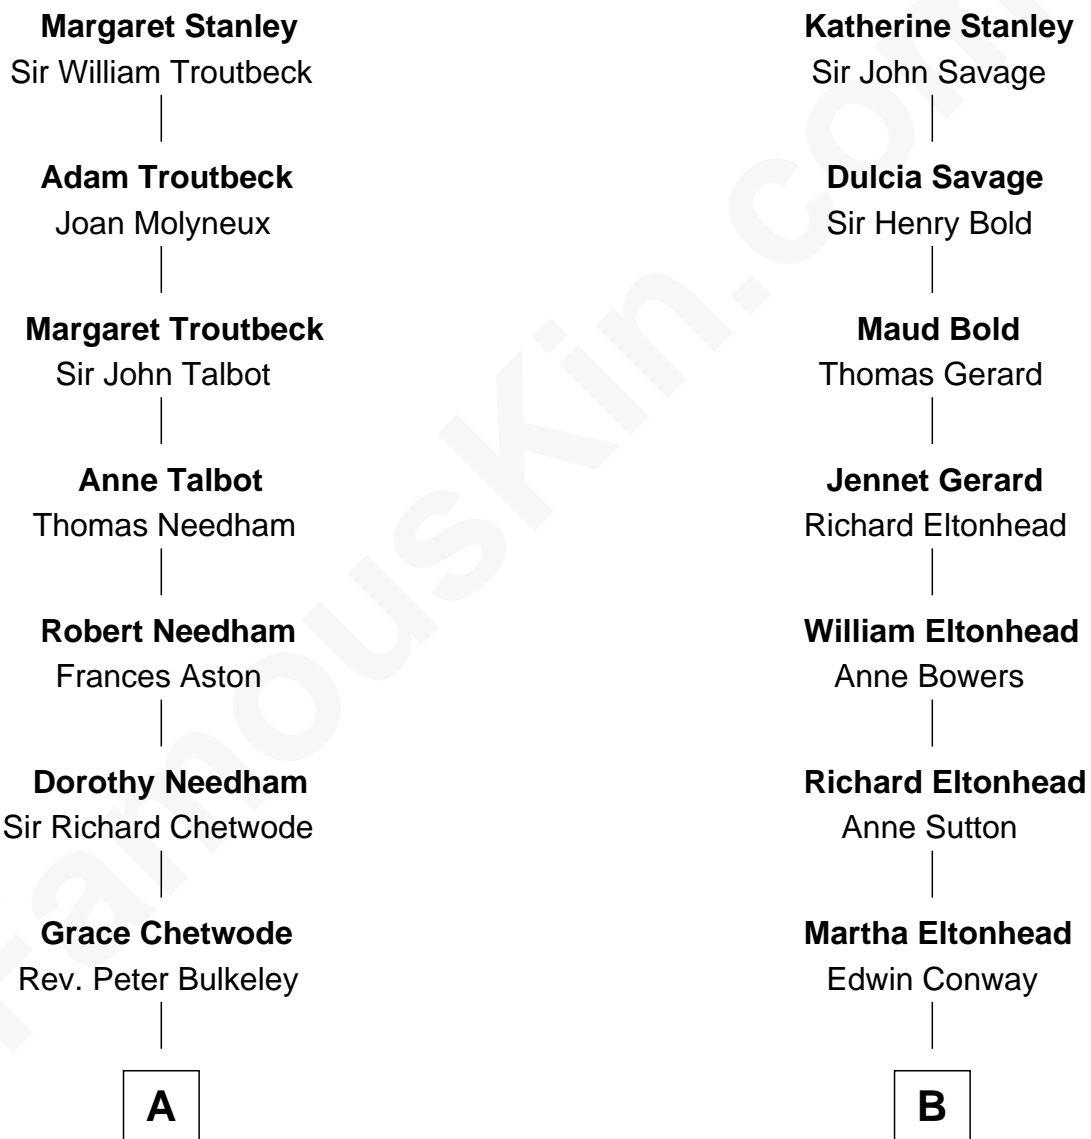 Margaret Stanley
Sir William Troutbeck
Adam Troutbeck
Joan Molyneux
Margaret Troutbeck
Sir John Talbot
Anne Talbot
Thomas Needham
Robert Needham
Frances Aston
Dorothy Needham
Sir Richard Chetwode
Grace Chetwode
Rev. Peter Bulkeley
A
Katherine Stanley
Sir John Savage
Dulcia Savage
Sir Henry Bold
Maud Bold
Thomas Gerard
Jennet Gerard
Richard Eltonhead
William Eltonhead
Anne Bowers
Richard Eltonhead
Anne Sutton
Martha Eltonhead
Edwin Conway
B
FamousKin.com